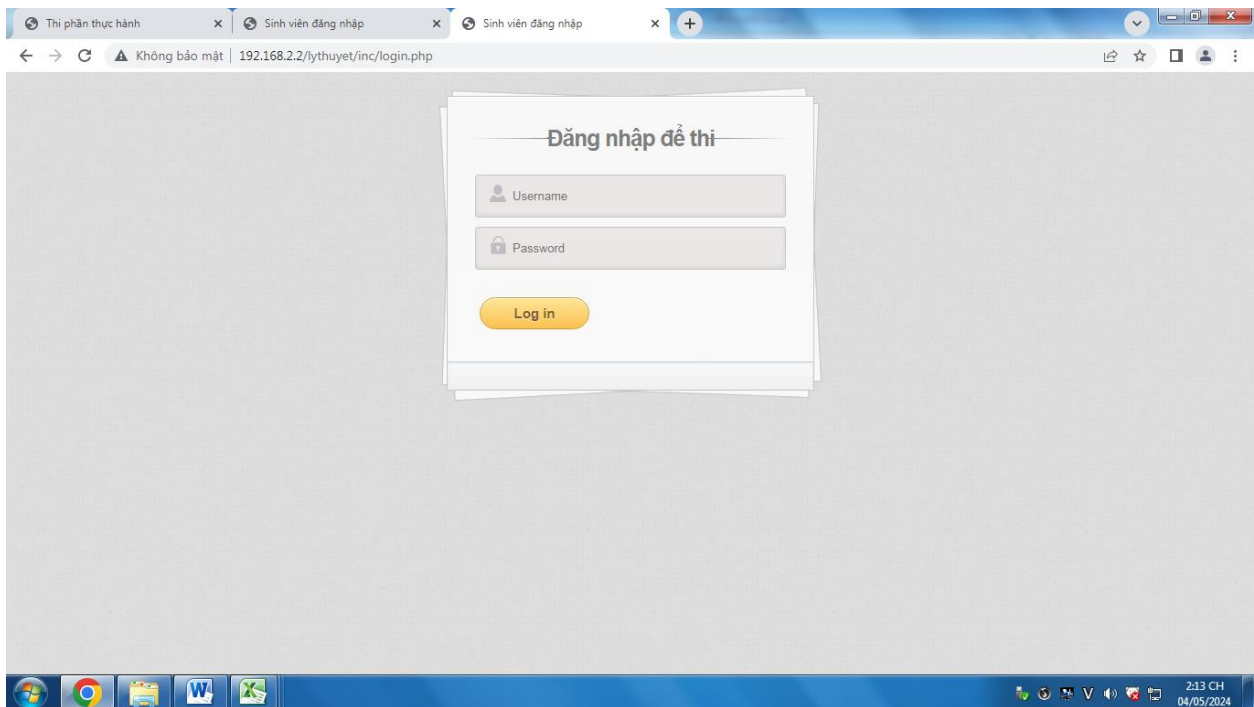 Thi phần thực hành
Sinh viên đăng nhập
Sinh viên đăng nhập
Không bảo mật
192.168.2.2/lythuyet/inc/login.php
Đăng nhập để thi
Username
Password
Log in
V
2:13 CH
04/05/2024